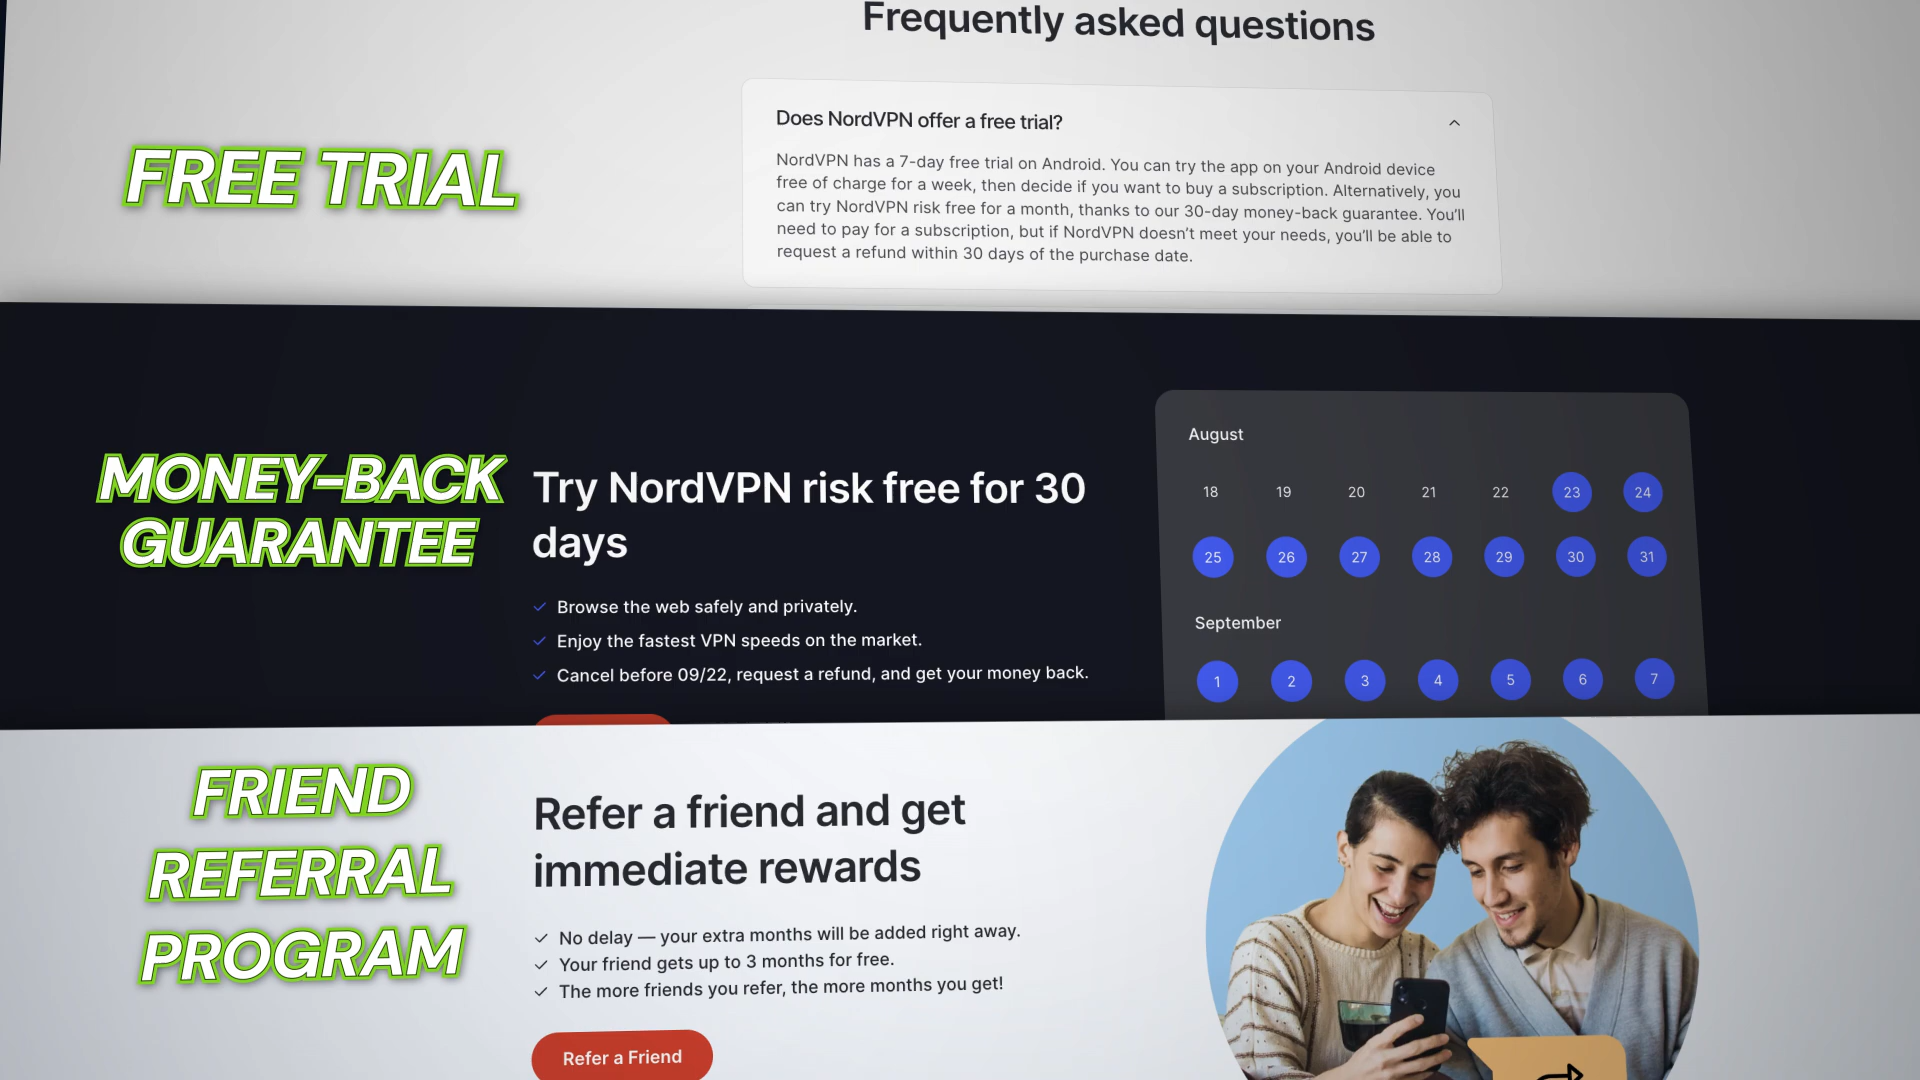 Frequently asked questions
Does NordVPN offer a free trial?
NordVPN has a 7-day free trial on Android. You can try the app on your Android device
free of charge for a week, then decide if you want to buy a subscription. Alternatively, you
can try NordVPN risk free for a month, thanks to our 30-day money-back guarantee. You'll
need to pay for a subscription, but if NordVPN doesn't meet your needs, you'll be able to
request a refund within 30 days of the purchase date.
FREE TRIAL
MONEY–BACK
GUARANTEE
Try NordVPN risk free for 30
days
Browse the web safely and privately.
Enjoy the fastest VPN speeds on the market.
Cancel before 09/22, request a refund, and get your money back.
August
18 19 20 21 22 23 24
25 26 27 28 29 30 31
September
1 2 3 4 5 6 7
FRIEND
REFERRAL
PROGRAM
Refer a friend and get
immediate rewards
No delay — your extra months will be added right away.
Your friend gets up to 3 months for free.
The more friends you refer, the more months you get!
Refer a Friend